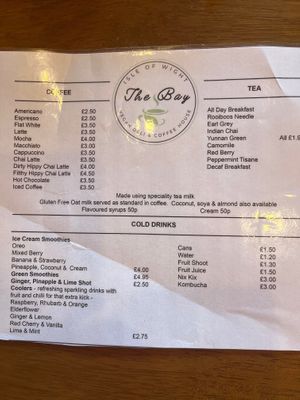 ISLE OF WIGHT
The Bay
VEGAN DELI & COFFEE HOUSE
COFFEE
Americano £2.50
Espresso £2.50
Flat White £3.50
Latte £3.50
Mocha £4.00
Macchiato £3.00
Cappuccino £3.50
Chai Latte £3.50
Dirty Hippy Chai Latte £4.00
Filthy Hippy Chai Latte £4.50
Hot Chocolate £3.50
Iced Coffee £3.50
TEA
All Day Breakfast
Rooiboos Needle
Earl Grey
Indian Chai
Yunnan Green All
Camomile
Red Berry
Peppermint Tisane
Decaf Breakfast
Made using speciality tea milk
Gluten Free Oat milk served as standard in coffee. Coconut, soya & almond also available
Flavoured syrups 50p Cream 50p
COLD DRINKS
Ice Cream Smoothies
Oreo
Mixed Berry
Banana & Strawberry
Pineapple, Coconut & Cream £4.00
Green Smoothies £4.95
Ginger, Pinapple & Lime Shot £2.50
Coolers - refreshing sparkling drinks with
fruit and chilli for that extra kick -
Raspberry, Rhubarb & Orange
Elderflower
Ginger & Lemon
Red Cherry & Vanilla
Lime & Mint £2.75
Cans £1.50
Water £1.20
Fruit Shoot £1.30
Fruit Juice £1.50
Nix Kix £3.00
Kombucha £3.00